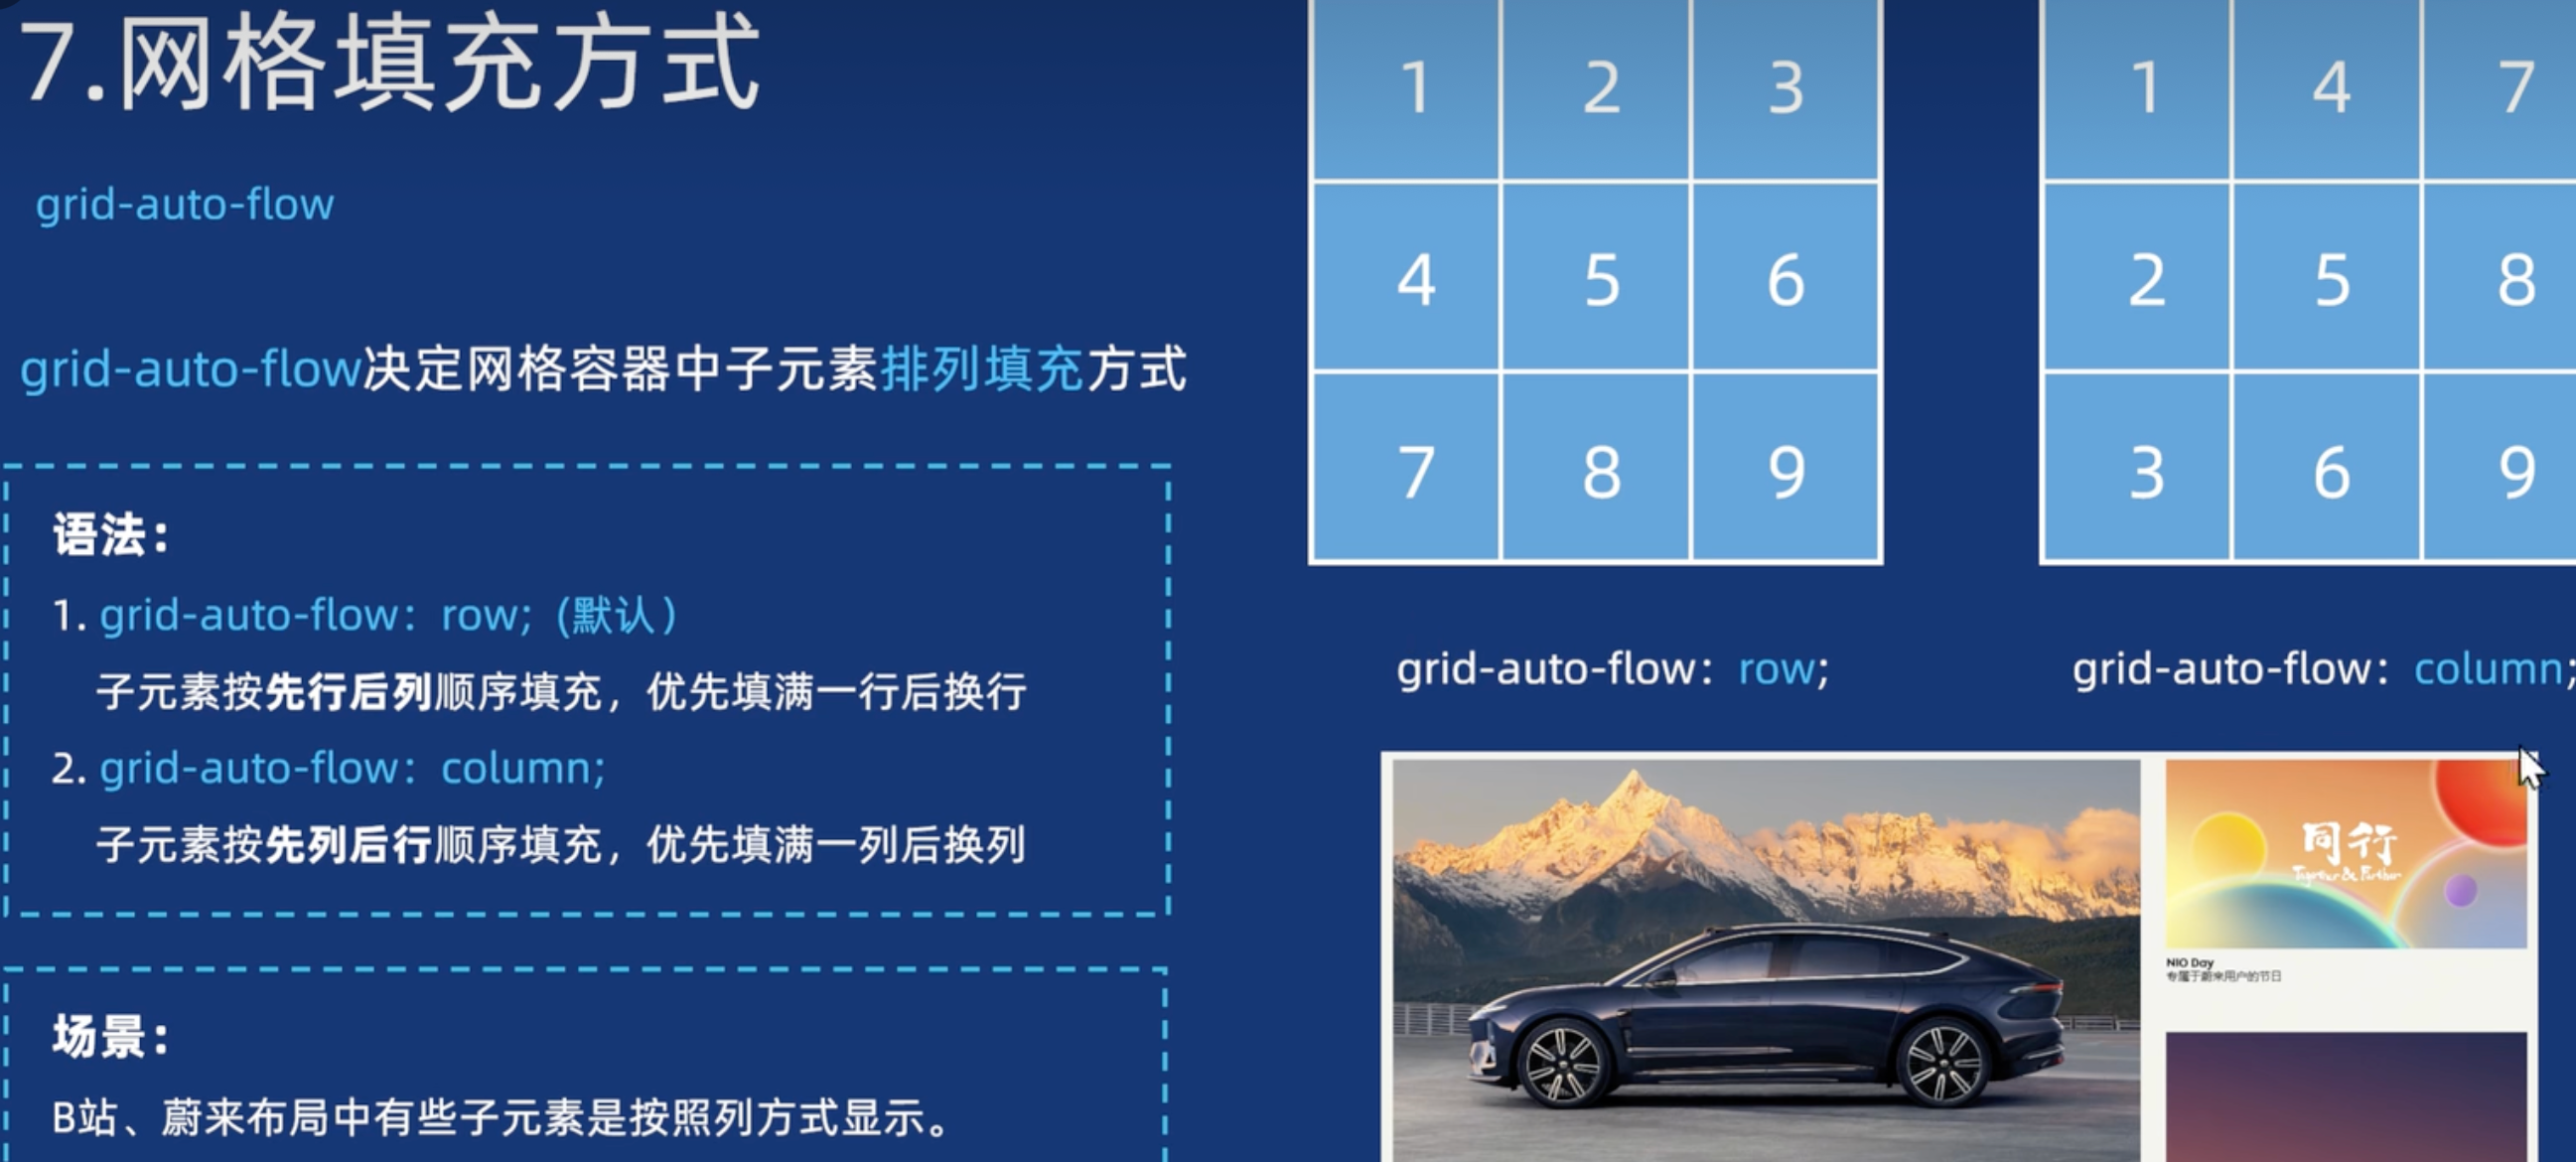 7.网格填充方式
grid-auto-flow
grid-auto-flow决定网格容器中子元素排列填充方式
语法：
1. grid-auto-flow：row;（默认）
子元素按先行后列顺序填充，优先填满一行后换行
2. grid-auto-flow：column;
子元素按先列后行顺序填充，优先填满一列后换列
场景：
B站、蔚来布局中有些子元素是按照列方式显示。
1 2 3
4 5 6
7 8 9
grid-auto-flow：row;
1 4 7
2 5 8
3 6 9
grid-auto-flow：column;
同行
Together & Further
NIO Day
专属于蔚来用户的节日